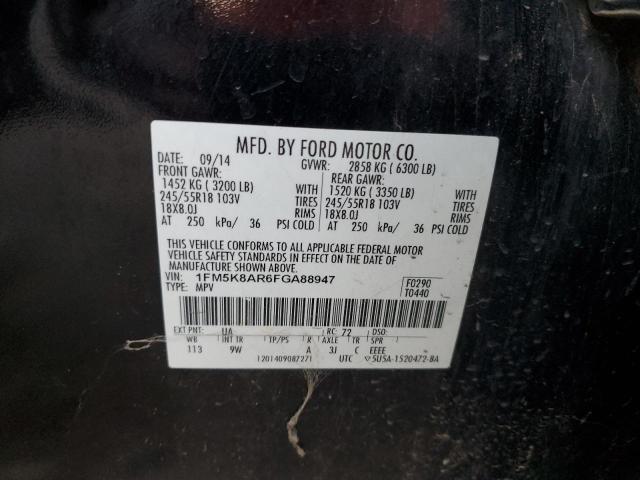 MFD. BY FORD MOTOR CO.
DATE: 09/14 GVWR: 2858 KG ( 6300 LB)
FRONT GAWR: REAR GAWR:
1452 KG ( 3200 LB) WITH 1520 KG ( 3350 LB) WITH
245/55R18 103V TIRES 245/55R18 103V TIRES
18X8.0J RIMS 18X8.0J RIMS
AT 250 kPa/ 36 PSI COLD AT 250 kPa/ 36 PSI COLD
THIS VEHICLE CONFORMS TO ALL APPLICABLE FEDERAL MOTOR
VEHICLE SAFETY STANDARDS IN EFFECT ON THE DATE OF
MANUFACTURE SHOWN ABOVE.
VIN: 1FM5K8AR6FGA88947 F0290
TYPE: MPV T0440
EXT PNT: UA RC: 72 DSO:
WB INT TR TP/PS R AXLE TR SPR
113 9W A 3J C EEEE
1201409087271 UTC 5U5A-1520472-BA